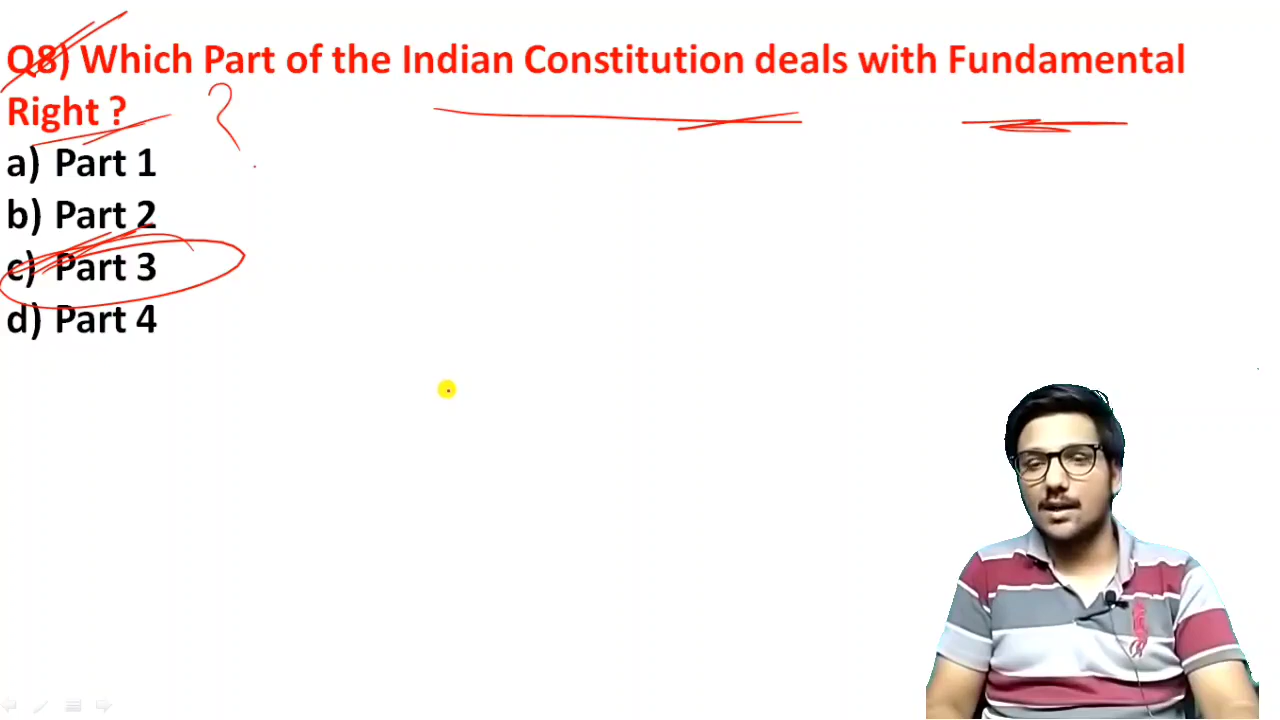 Q8) Which Part of the Indian Constitution deals with Fundamental
Right ?
a) Part 1
b) Part 2
c) Part 3
d) Part 4